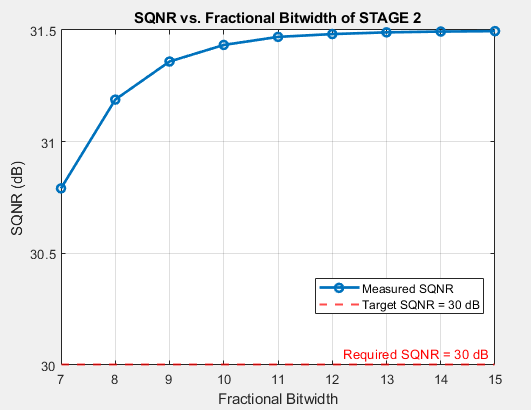 SQNR vs. Fractional Bitwidth of STAGE 2
31.5
31
30.5
30
SQNR (dB)
Measured SQNR
Target SQNR = 30 dB
Required SQNR = 30 dB
7 8 9 10 11 12 13 14 15
Fractional Bitwidth